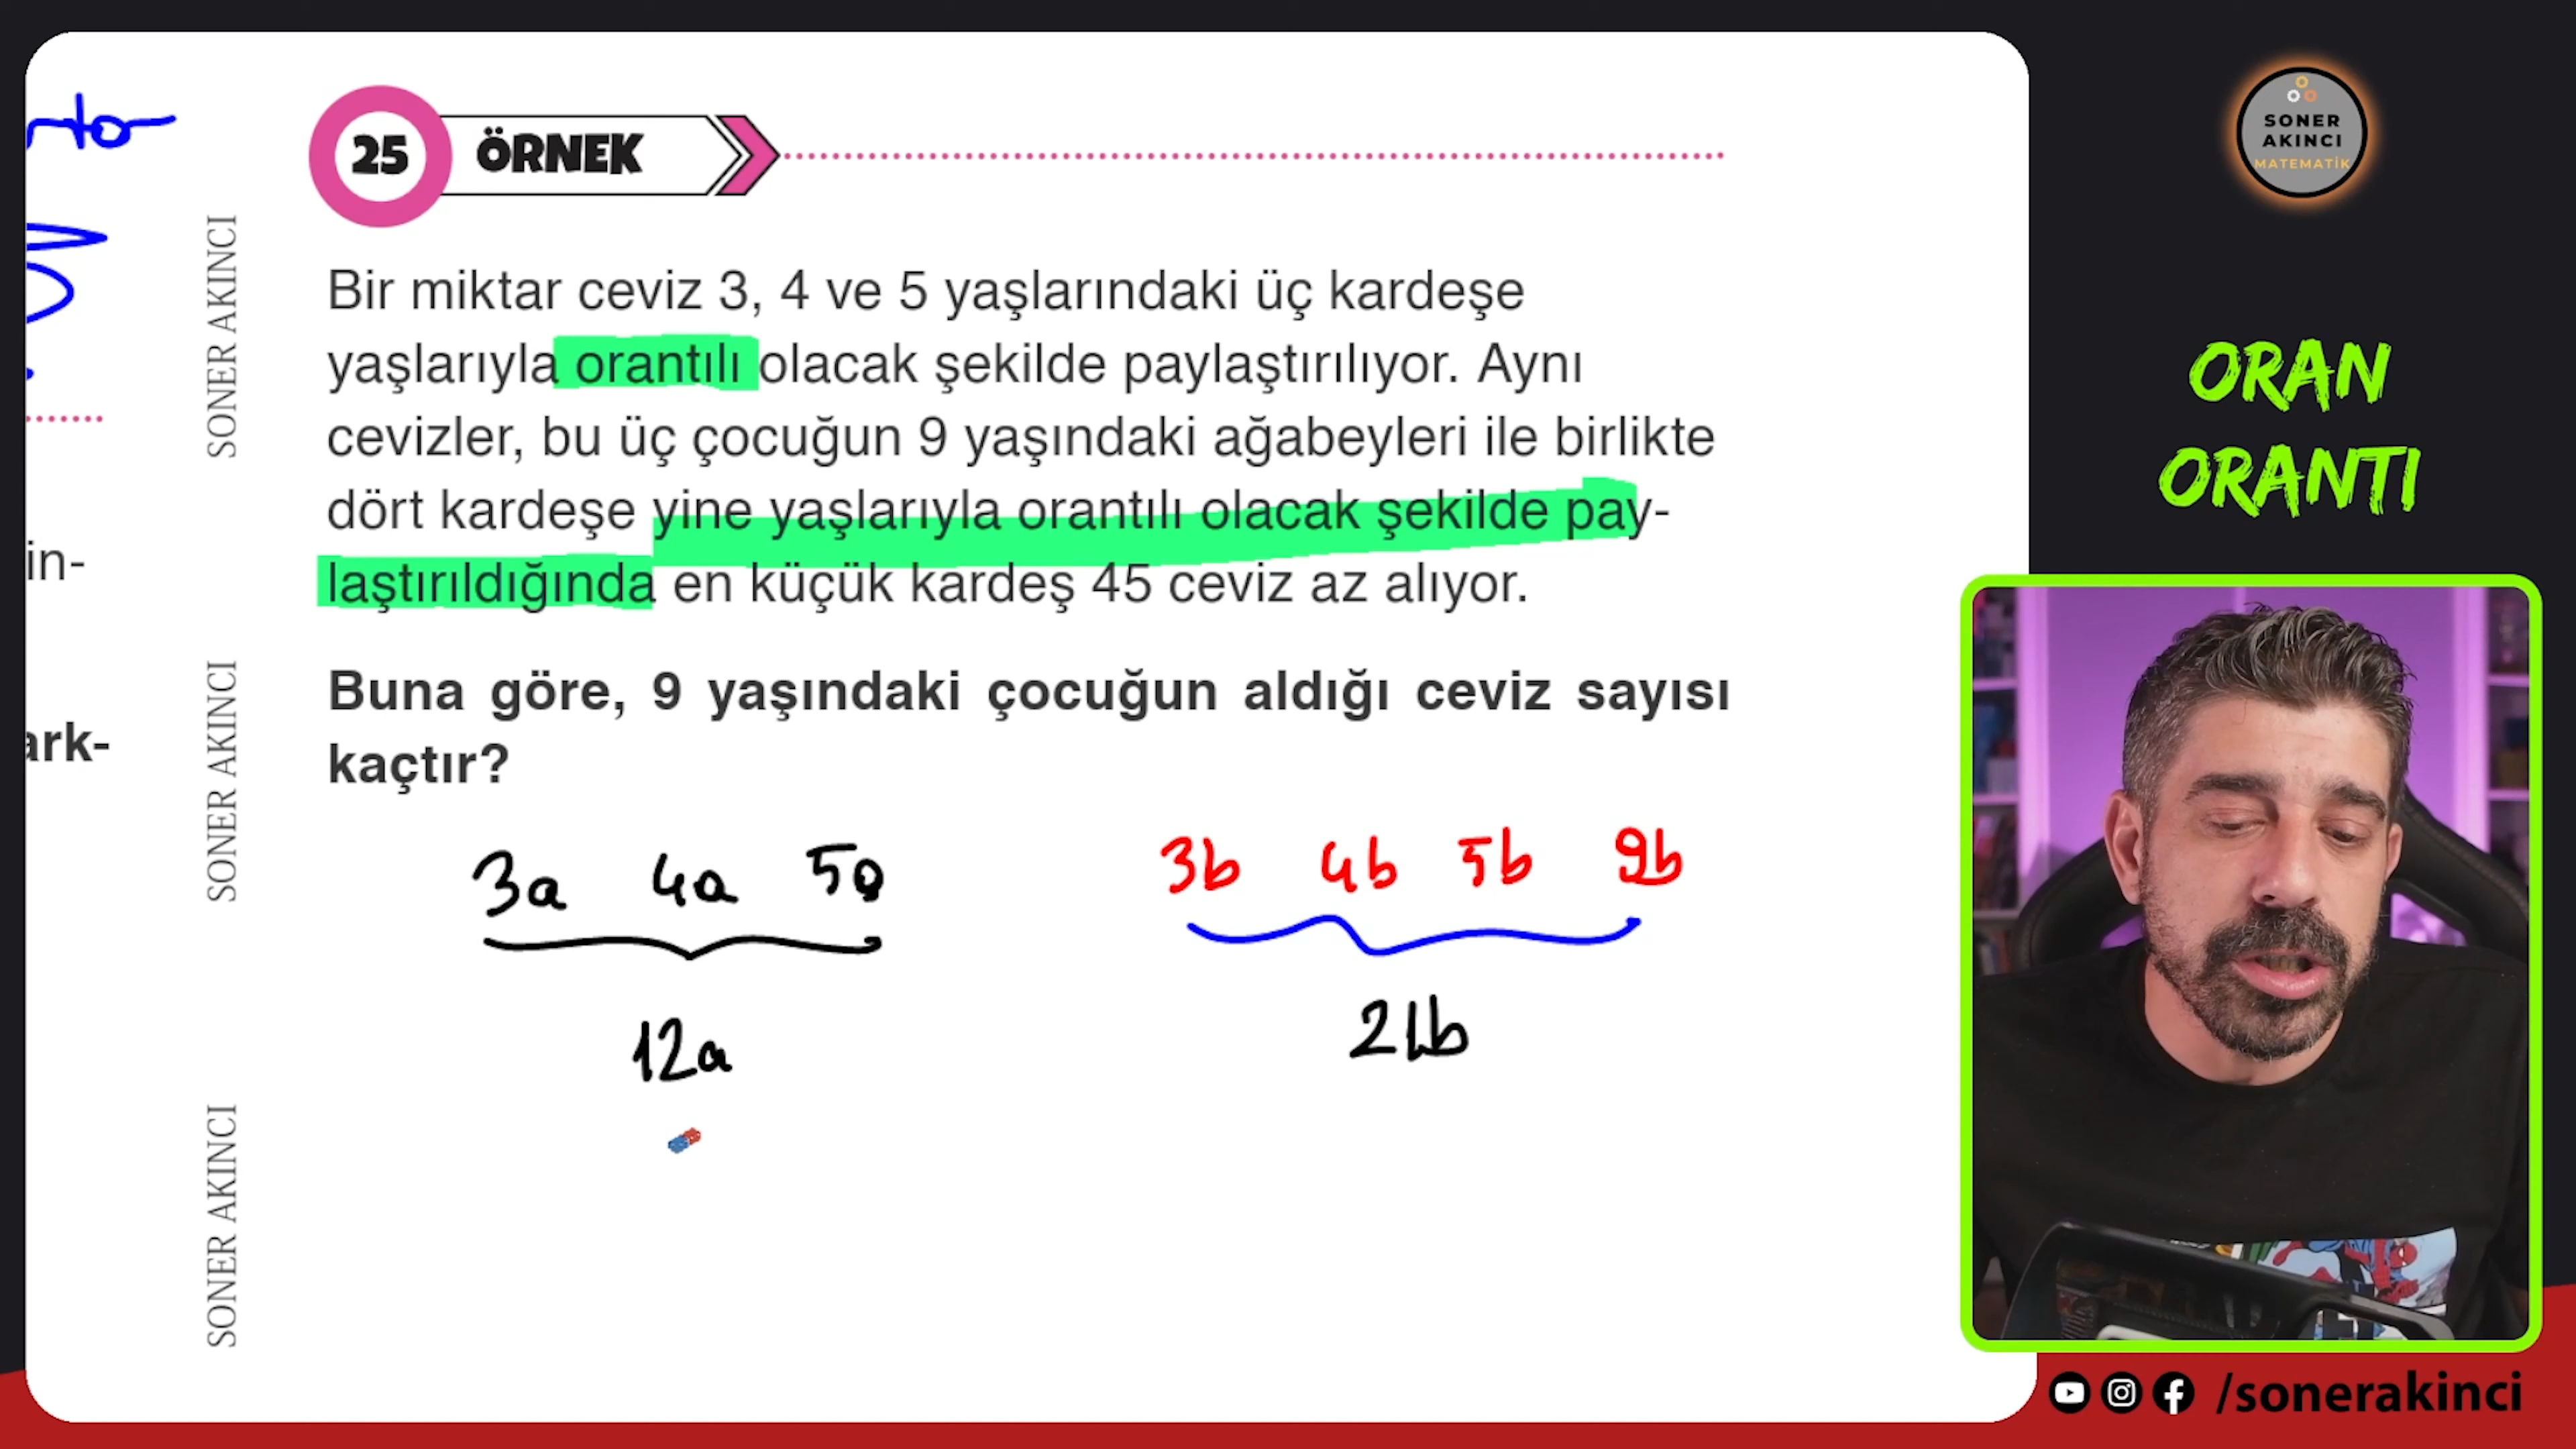 25 ÖRNEK
Bir miktar ceviz 3, 4 ve 5 yaşlarındaki üç kardeşe
yaşlarıyla orantılı olacak şekilde paylaştırılıyor. Aynı
cevizler, bu üç çocuğun 9 yaşındaki ağabeyleri ile birlikte
dört kardeşe yine yaşlarıyla orantılı olacak şekilde pay-
laştırıldığında en küçük kardeş 45 ceviz az alıyor.
Buna göre, 9 yaşındaki çocuğun aldığı ceviz sayısı
kaçtır?
3a 4a 5a
12a
3b 4b 5b 9b
21b
in-
ark-
SONER AKINCI
SONER AKINCI
SONER AKINCI
SONER
AKINCI
MATEMATİK
ORAN
ORANTI
/sonerakinci